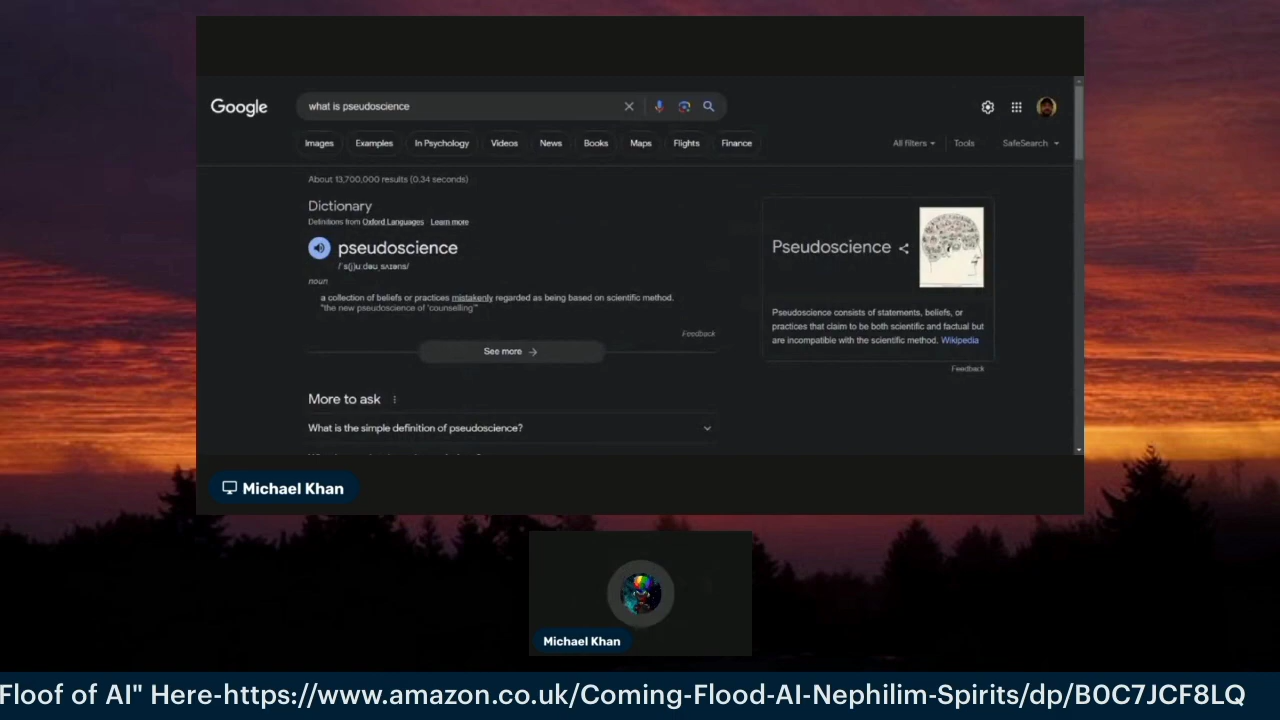 Google
what is pseudoscience
Images Examples In Psychology Videos News Books Maps Flights Finance
All filters Tools SafeSearch
About 13,700,000 results (0.34 seconds)
Dictionary
Definitions from Oxford Languages Learn more
pseudoscience
/ˈs(j)uːdəʊˌsʌɪəns/
noun
a collection of beliefs or practices mistakenly regarded as being based on scientific method.
"the new pseudoscience of 'counselling'"
Feedback
See more
More to ask
What is the simple definition of pseudoscience?
Pseudoscience
Pseudoscience consists of statements, beliefs, or
practices that claim to be both scientific and factual but
are incompatible with the scientific method. Wikipedia
Feedback
Michael Khan
Michael Khan
Floof of AI" Here-https://www.amazon.co.uk/Coming-Flood-AI-Nephilim-Spirits/dp/B0C7JCF8LQ